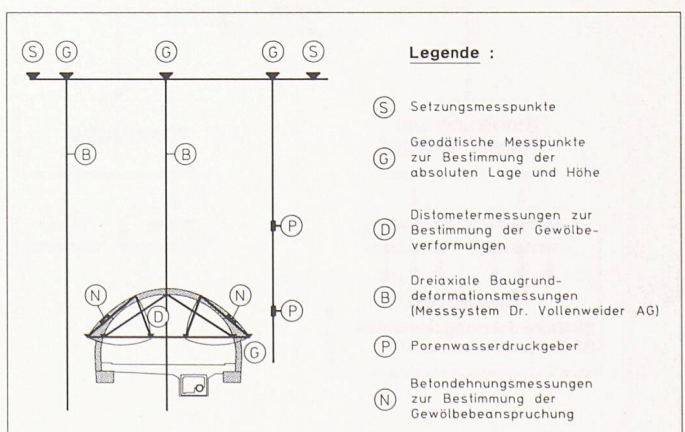 S G G G S
B B
P
N N P
D
G
Legende :
S Setzungsmesspunkte
Geodätische Messpunkte
G zur Bestimmung der
absoluten Lage und Höhe
Distometermessungen zur
D Bestimmung der Gewölbe-
verformungen
Dreiaxiale Baugrund-
B deformationsmessungen
(Messsystem Dr. Vollenweider AG)
P Porenwasserdruckgeber
Betondehnungsmessungen
N zur Bestimmung der
Gewölbebeanspruchung